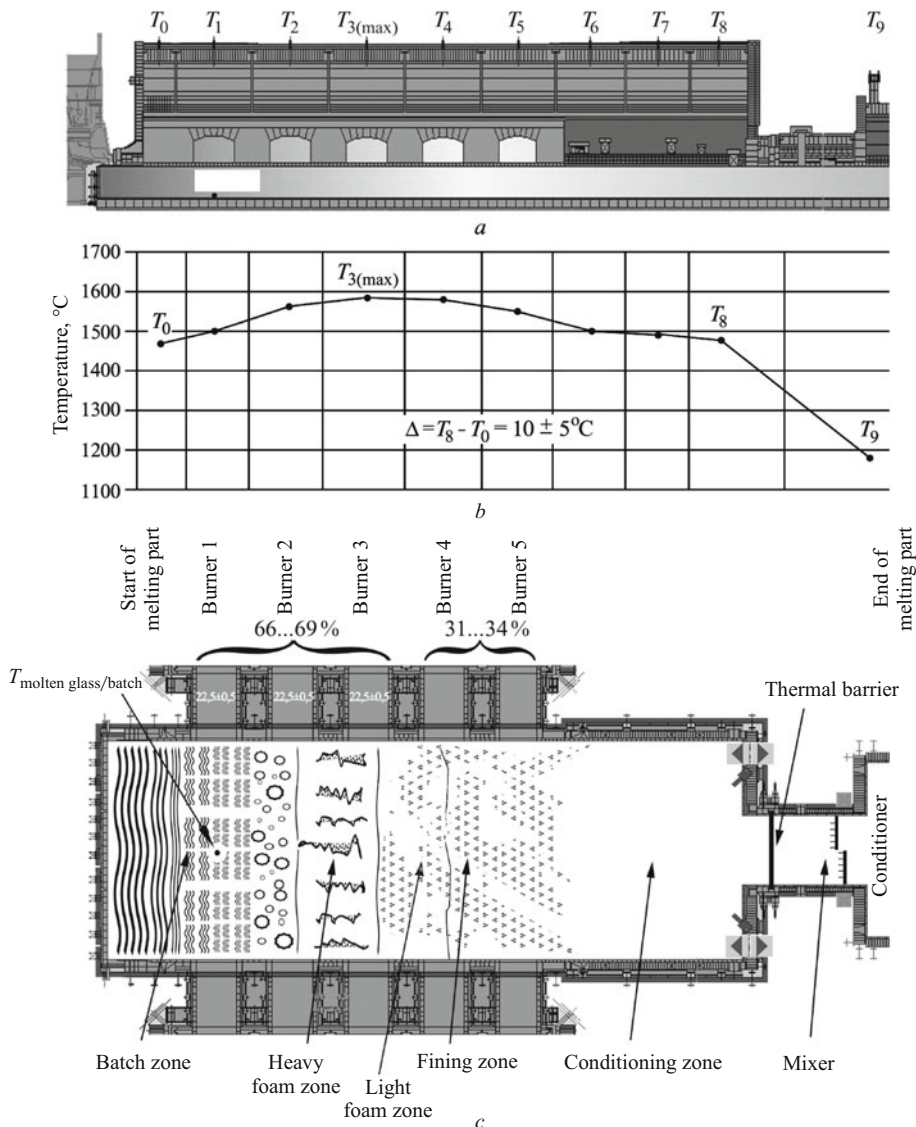 T0 T1 T2 T3(max) T4 T5 T6 T7 T8 T9
a
1700
1600
1500
1400
1300
1200
1100
Temperature, °C
T0
T3(max)
T8
T9
Δ = T8 - T0 = 10 ± 5°C
b
Start of
melting part
Burner 1
Burner 2
Burner 3
Burner 4
Burner 5
End of
melting part
66...69 %
31...34 %
Tmolten glass/batch
22,5±0,5
22,5±0,5
22,5±0,5
Thermal barrier
Conditioner
Batch zone
Heavy
foam zone
Light
foam zone
Fining zone
Conditioning zone
Mixer
c